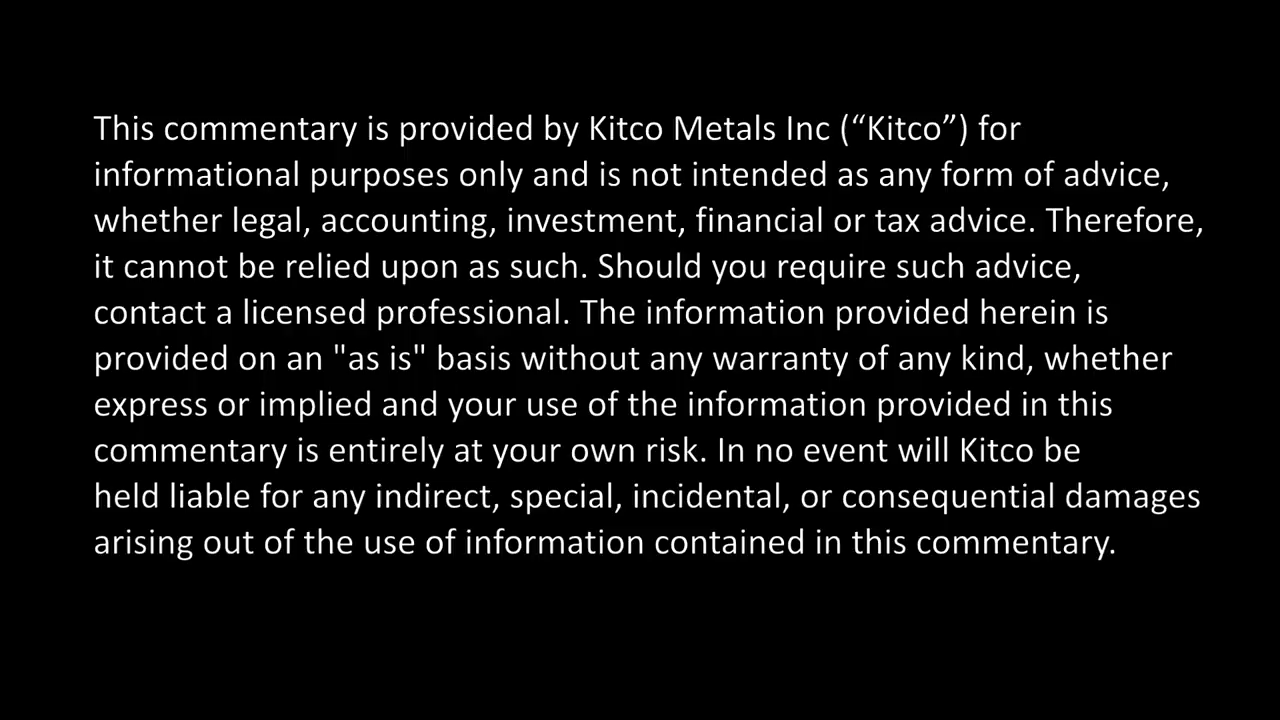 This commentary is provided by Kitco Metals Inc (“Kitco”) for
informational purposes only and is not intended as any form of advice,
whether legal, accounting, investment, financial or tax advice. Therefore,
it cannot be relied upon as such. Should you require such advice,
contact a licensed professional. The information provided herein is
provided on an "as is" basis without any warranty of any kind, whether
express or implied and your use of the information provided in this
commentary is entirely at your own risk. In no event will Kitco be
held liable for any indirect, special, incidental, or consequential damages
arising out of the use of information contained in this commentary.